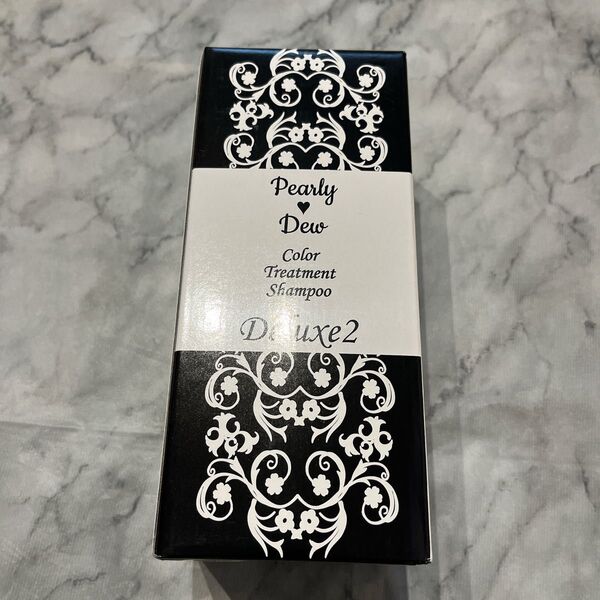 Pearly
♥
Dew
Color
Treatment
Shampoo
Deluxe2